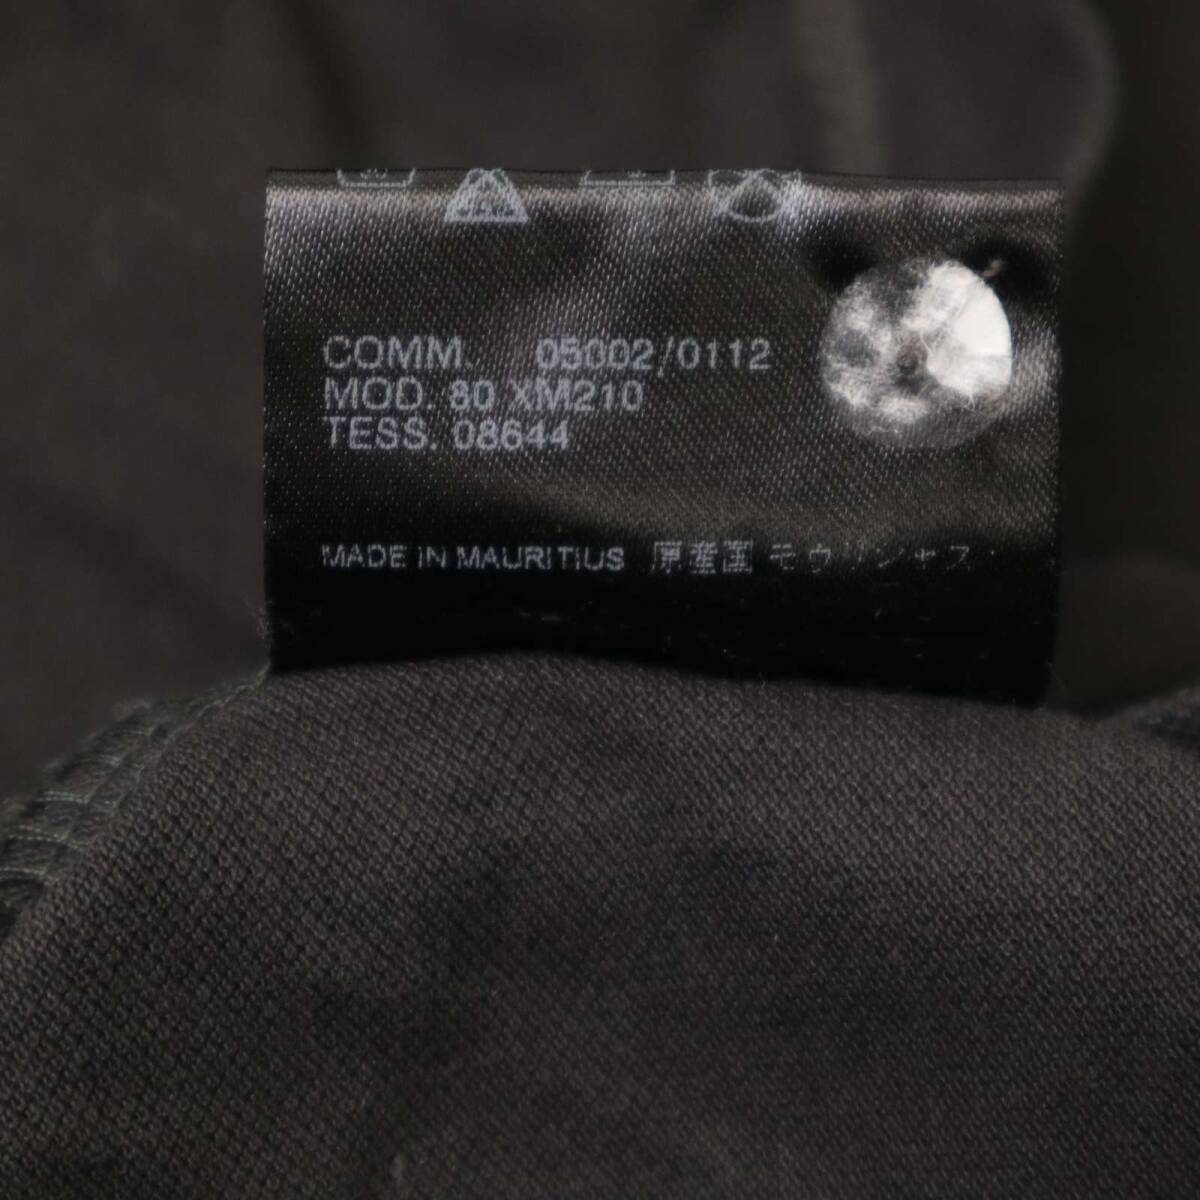 COMM. 05002/0112
MOD. 80 XM210
TESS. 08644
MADE IN MAURITIUS 原産国 モウリシャス